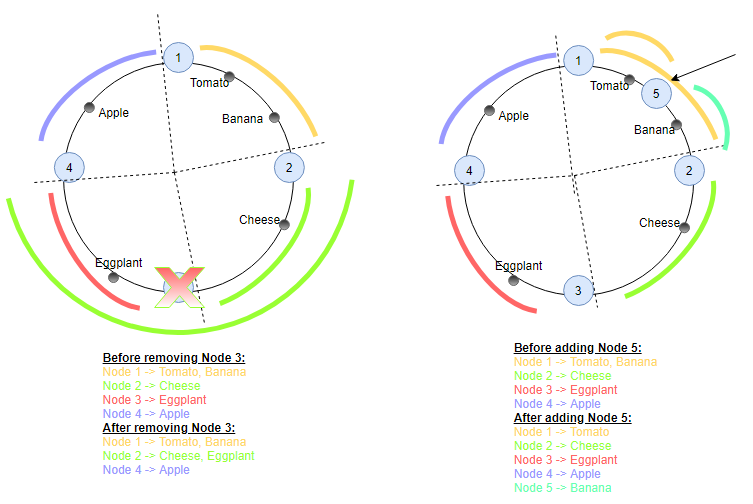 1
Tomato
Banana
Apple
4
2
Cheese
Eggplant
Before removing Node 3:
Node 1 -> Tomato, Banana
Node 2 -> Cheese
Node 3 -> Eggplant
Node 4 -> Apple
After removing Node 3:
Node 1 -> Tomato, Banana
Node 2 -> Cheese, Eggplant
Node 4 -> Apple
1
Tomato
5
Apple
Banana
4
2
Cheese
Eggplant
3
Before adding Node 5:
Node 1 -> Tomato, Banana
Node 2 -> Cheese
Node 3 -> Eggplant
Node 4 -> Apple
After adding Node 5:
Node 1 -> Tomato
Node 2 -> Cheese
Node 3 -> Eggplant
Node 4 -> Apple
Node 5 -> Banana